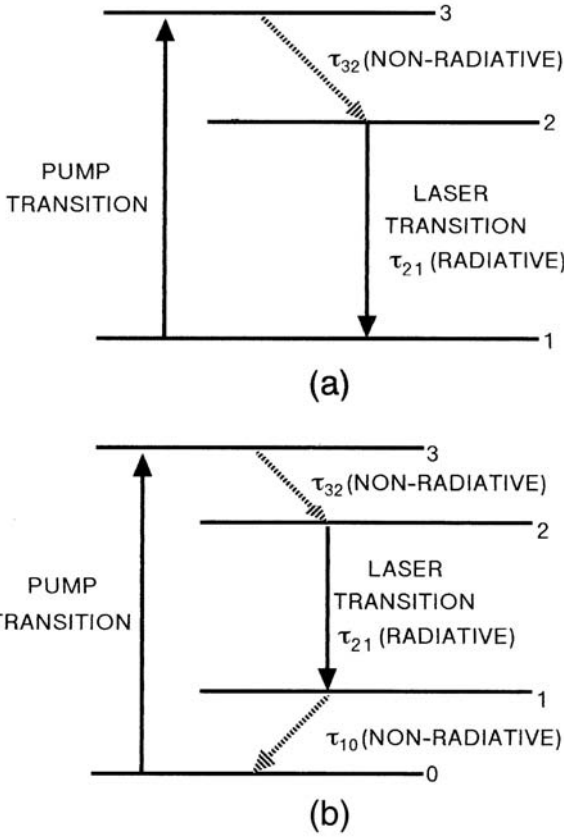 3
τ32 (NON-RADIATIVE)
2
PUMP
TRANSITION
LASER
TRANSITION
τ21 (RADIATIVE)
1
(a)
3
τ32 (NON-RADIATIVE)
2
PUMP
TRANSITION
LASER
TRANSITION
τ21 (RADIATIVE)
1
τ10 (NON-RADIATIVE)
0
(b)